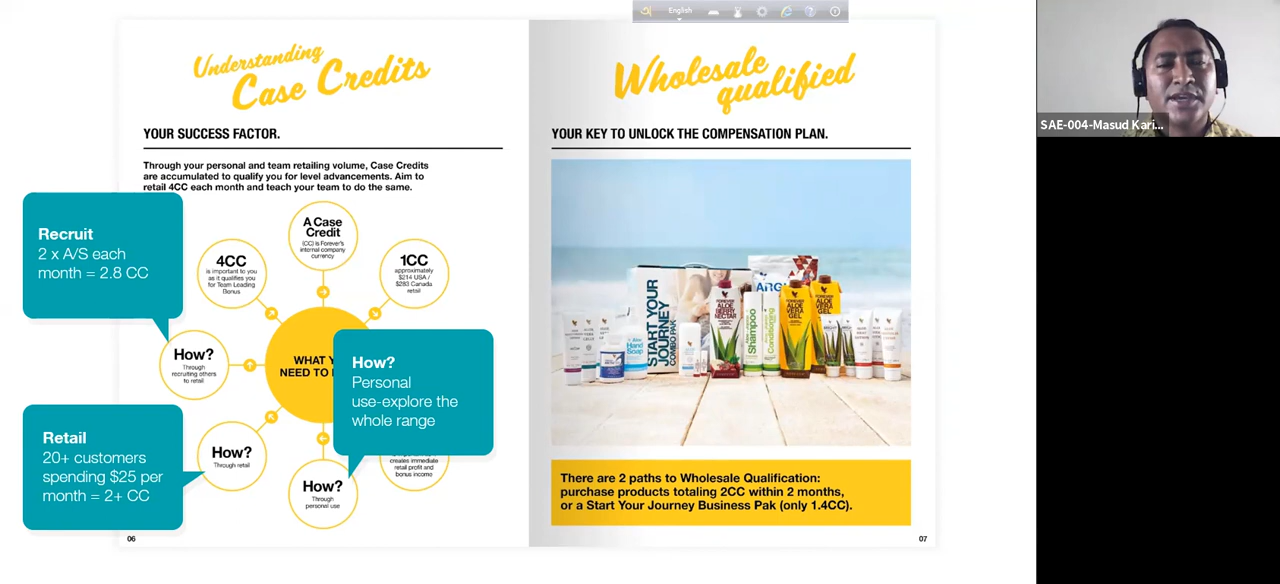 English
Understanding
Case Credits
YOUR SUCCESS FACTOR.
Through your personal and team retailing volume, Case Credits
are accumulated to qualify you for level advancements. Aim to
retail 4CC each month and teach your team to do the same.
Recruit
2 x A/S each
month = 2.8 CC
A Case
Credit
(CC) is Forever's
internal company
currency
4CC
is important to you
as it qualifies you
for Team Leading
Bonus
1CC
approximately
$214 USA /
$283 Canada
retail
How?
Through
recruiting others
to retail
WHAT Y
NEED TO
How?
Personal
use-explore the
whole range
Retail
20+ customers
spending $25 per
month = 2+ CC
How?
Through retail
How?
Through
personal use
creates immediate
retail profit and
bonus income
06
Wholesale
qualified
YOUR KEY TO UNLOCK THE COMPENSATION PLAN.
START YOUR
JOURNEY
COMBO PAK
Hand
Soap
FOREVER
ALOE
BERRY
NECTAR
Shampoo
Conditioning
ARGI
FOREVER
ALOE
VERA
GEL
FOREVER
ALOE
VERA
GEL
There are 2 paths to Wholesale Qualification:
purchase products totaling 2CC within 2 months,
or a Start Your Journey Business Pak (only 1.4CC).
07
SAE-004-Masud Kari...